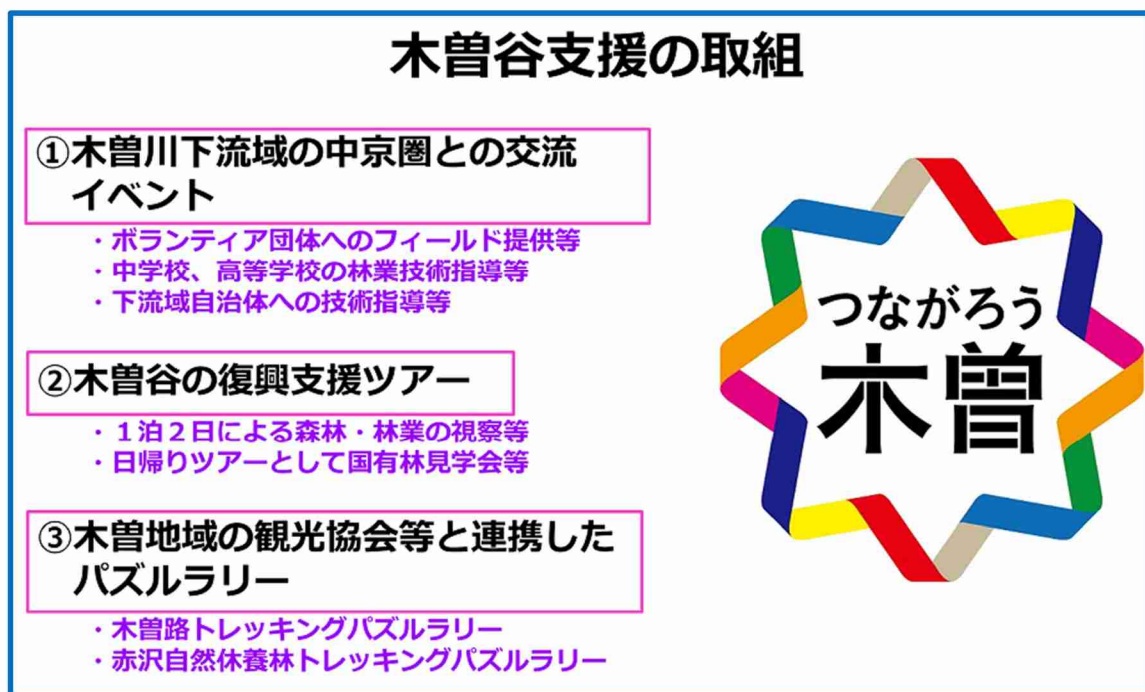 木曽谷支援の取組
①木曽川下流域の中京圏との交流
イベント
・ボランティア団体へのフィールド提供等
・中学校、高等学校の林業技術指導等
・下流域自治体への技術指導等
②木曽谷の復興支援ツアー
・１泊２日による森林・林業の視察等
・日帰りツアーとして国有林見学会等
③木曽地域の観光協会等と連携した
パズルラリー
・木曽路トレッキングパズルラリー
・赤沢自然休養林トレッキングパズルラリー
つながろう
木曽